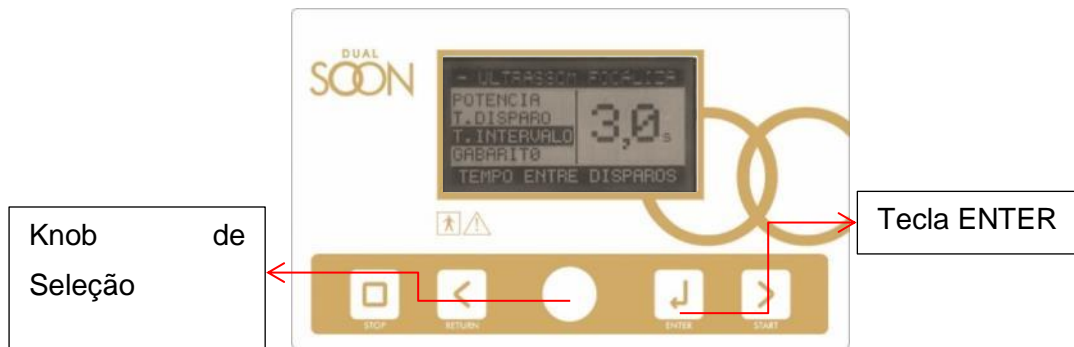 DUAL
SOON
- ULTRASSOM FOCALIZA
POTENCIA
T.DISPARO
T.INTERVALO
GABARITO
3,0s
TEMPO ENTRE DISPAROS
Knob de
Seleção
Tecla ENTER
STOP
RETURN
ENTER
START